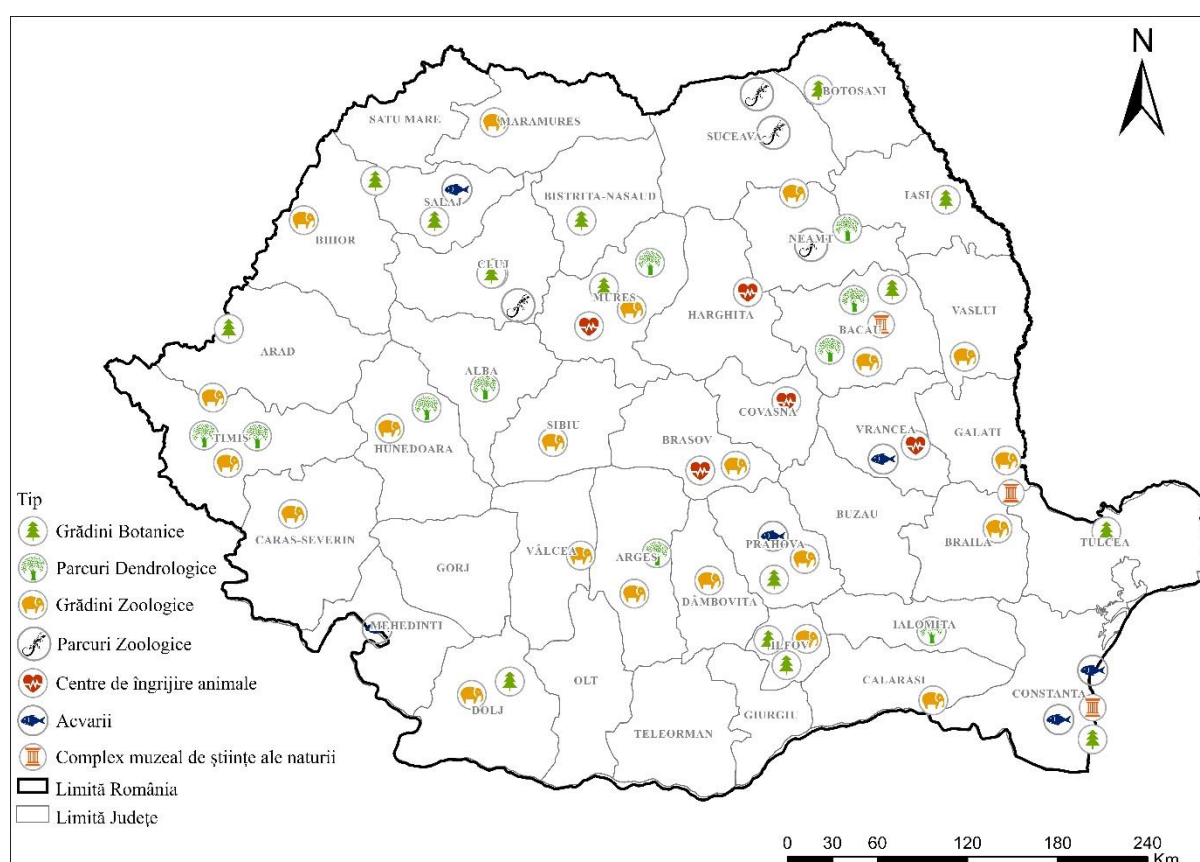 N
BOTOSANI
SATU MARE
MARAMURES
SUCEAVA
SALAJ
BISTRITA-NASAUD
IASI
BIHOR
NEAMT
CLUJ
MURES
HARGHITA
BACAU
VASLUI
ARAD
ALBA
COVASNA
SIBIU
BRASOV
VRANCEA
GALATI
TIMIS
HUNEDOARA
Tip
Grădini Botanice
Parcuri Dendrologice
Grădini Zoologice
Parcuri Zoologice
Centre de îngrijire animale
Acvarii
Complex muzeal de științe ale naturii
Limită România
Limită Județe
CARAS-SEVERIN
GORJ
VÂLCEA
ARGES
PRAHOVA
BUZAU
BRAILA
TULCEA
DÂMBOVITA
MEHEDINTI
ILFOV
IALOMITA
OLT
CALARASI
CONSTANTA
DOLJ
GIURGIU
TELEORMAN
0 30 60 120 180 240
Km